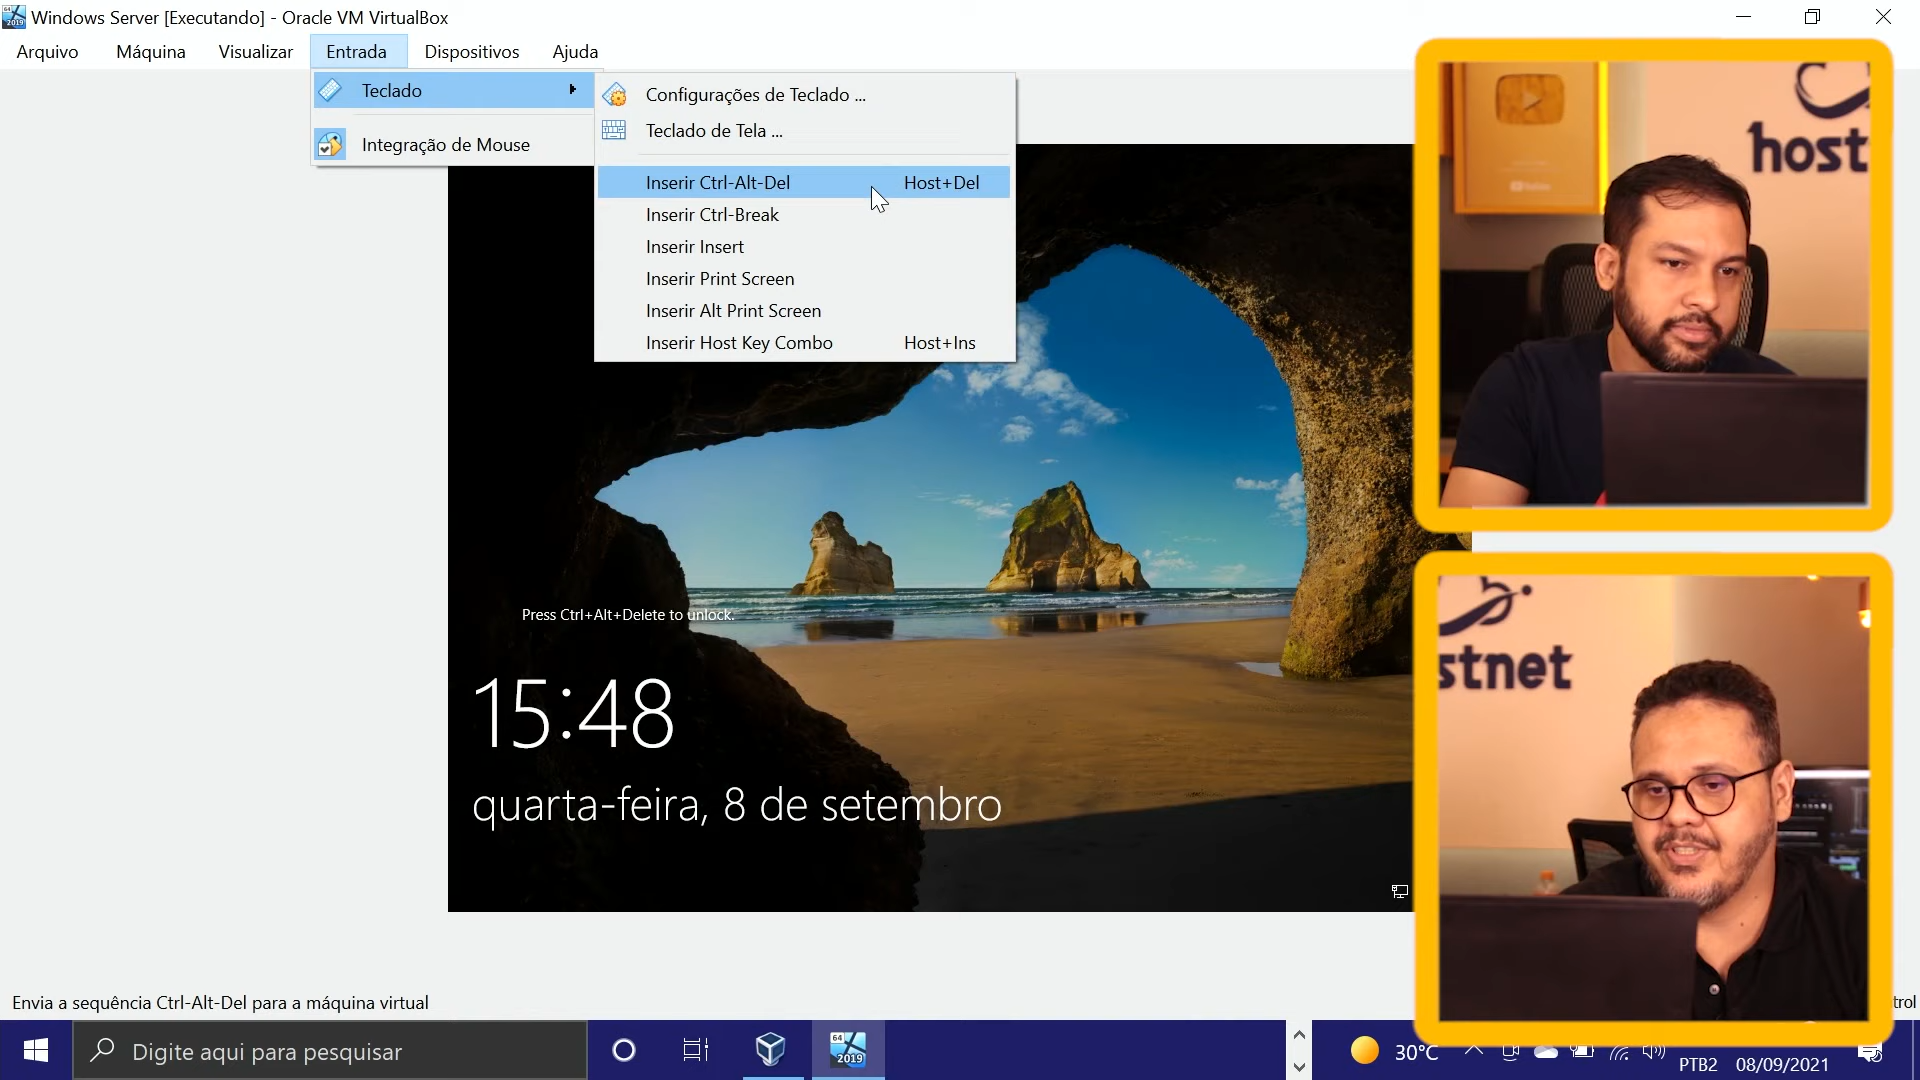 Windows Server [Executando] - Oracle VM VirtualBox
Arquivo Máquina Visualizar Entrada Dispositivos Ajuda
Teclado
Integração de Mouse
Configurações de Teclado ...
Teclado de Tela ...
Inserir Ctrl-Alt-Del Host+Del
Inserir Ctrl-Break
Inserir Insert
Inserir Print Screen
Inserir Alt Print Screen
Inserir Host Key Combo Host+Ins
Press Ctrl+Alt+Delete to unlock.
15:48
quarta-feira, 8 de setembro
host
YouTube
stnet
Envia a sequência Ctrl-Alt-Del para a máquina virtual
trol
Digite aqui para pesquisar
64
2019
30°C
PTB2
08/09/2021